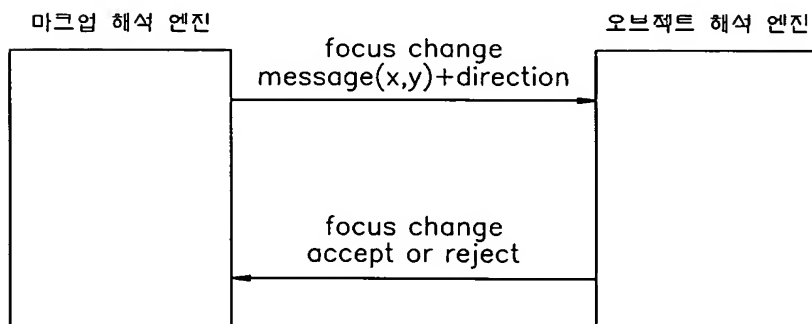 마크업 해석 엔진
오브젝트 해석 엔진
focus change
message(x,y)+direction
focus change
accept or reject